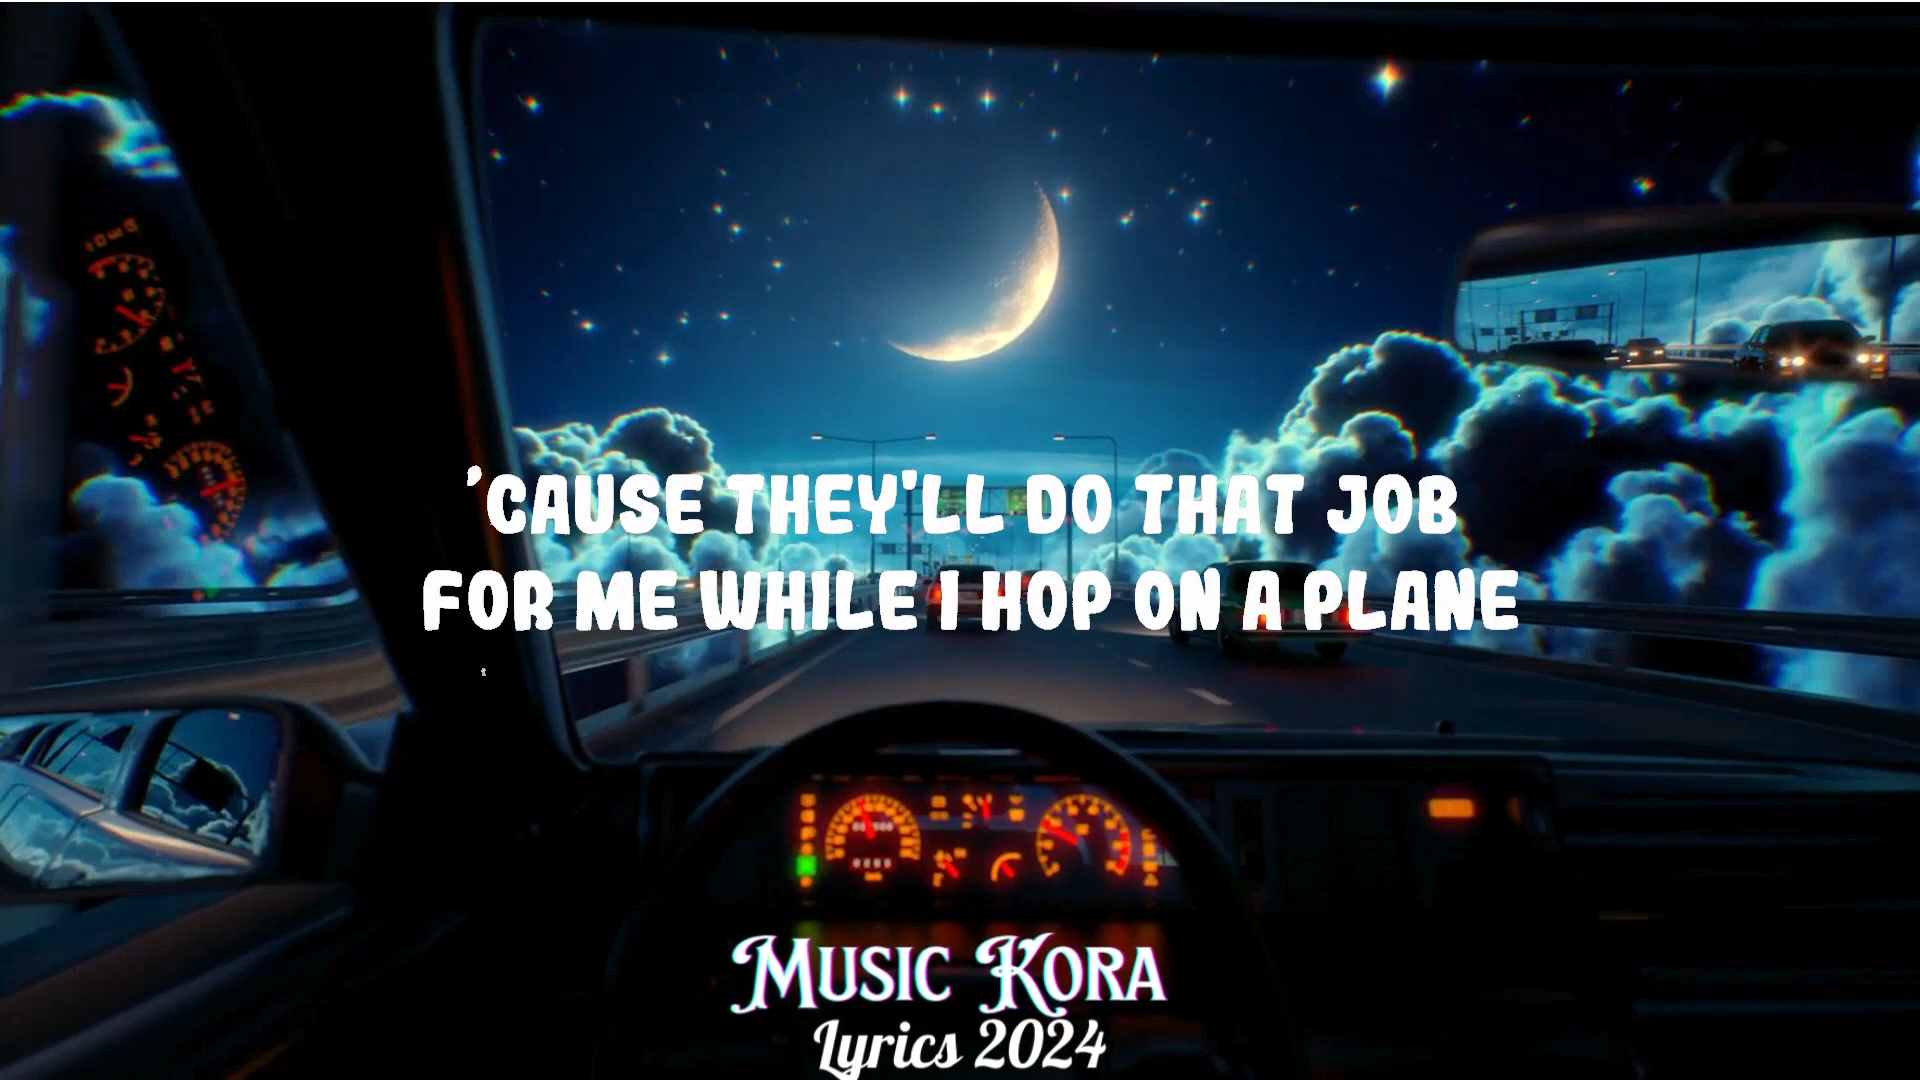 'CAUSE THEY'LL DO THAT JOB
FOR ME WHILE I HOP ON A PLANE
MUSIC KORA
Lyrics 2024